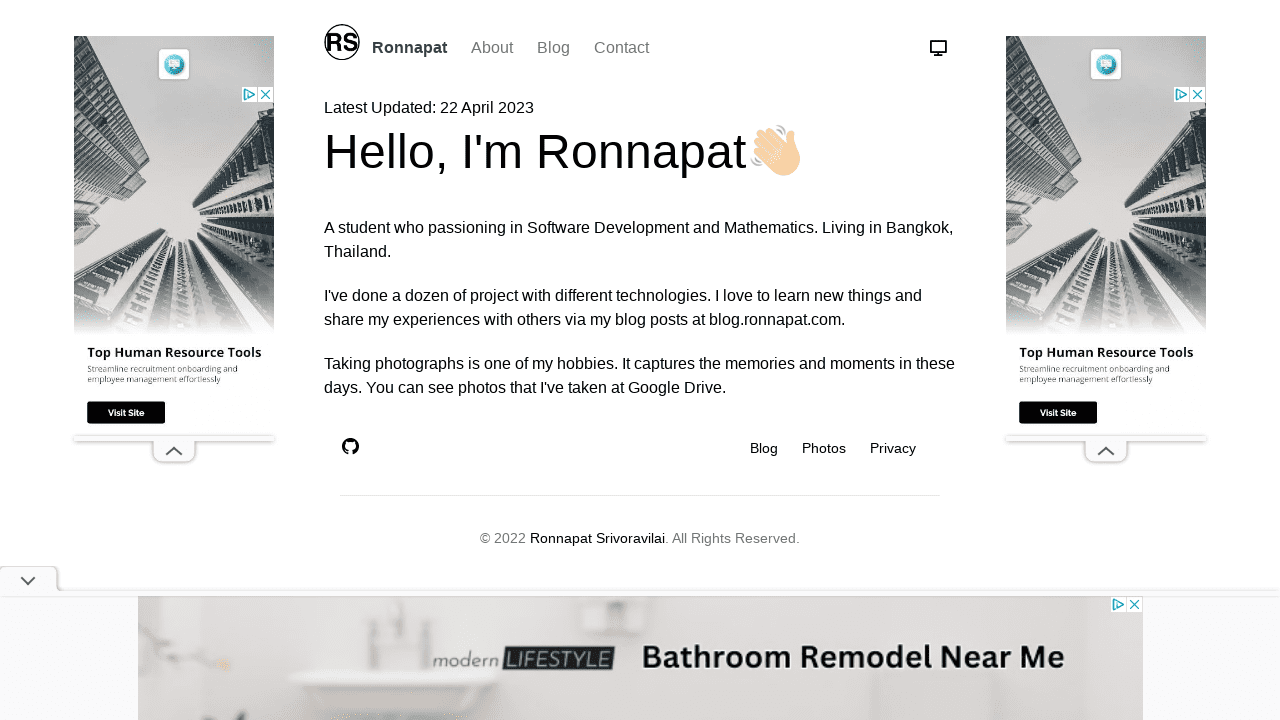 RS
Ronnapat
About
Blog
Contact
Latest Updated: 22 April 2023
Hello, I'm Ronnapat👋🏼
A student who passioning in Software Development and Mathematics. Living in Bangkok,
Thailand.
I've done a dozen of project with different technologies. I love to learn new things and
share my experiences with others via my blog posts at blog.ronnapat.com.
Taking photographs is one of my hobbies. It captures the memories and moments in these
days. You can see photos that I've taken at Google Drive.
Blog
Photos
Privacy
© 2022 Ronnapat Srivoravilai. All Rights Reserved.
Top Human Resource Tools
Streamline recruitment onboarding and
employee management effortlessly
Visit Site
Top Human Resource Tools
Streamline recruitment onboarding and
employee management effortlessly
Visit Site
modern LIFESTYLE
Bathroom Remodel Near Me